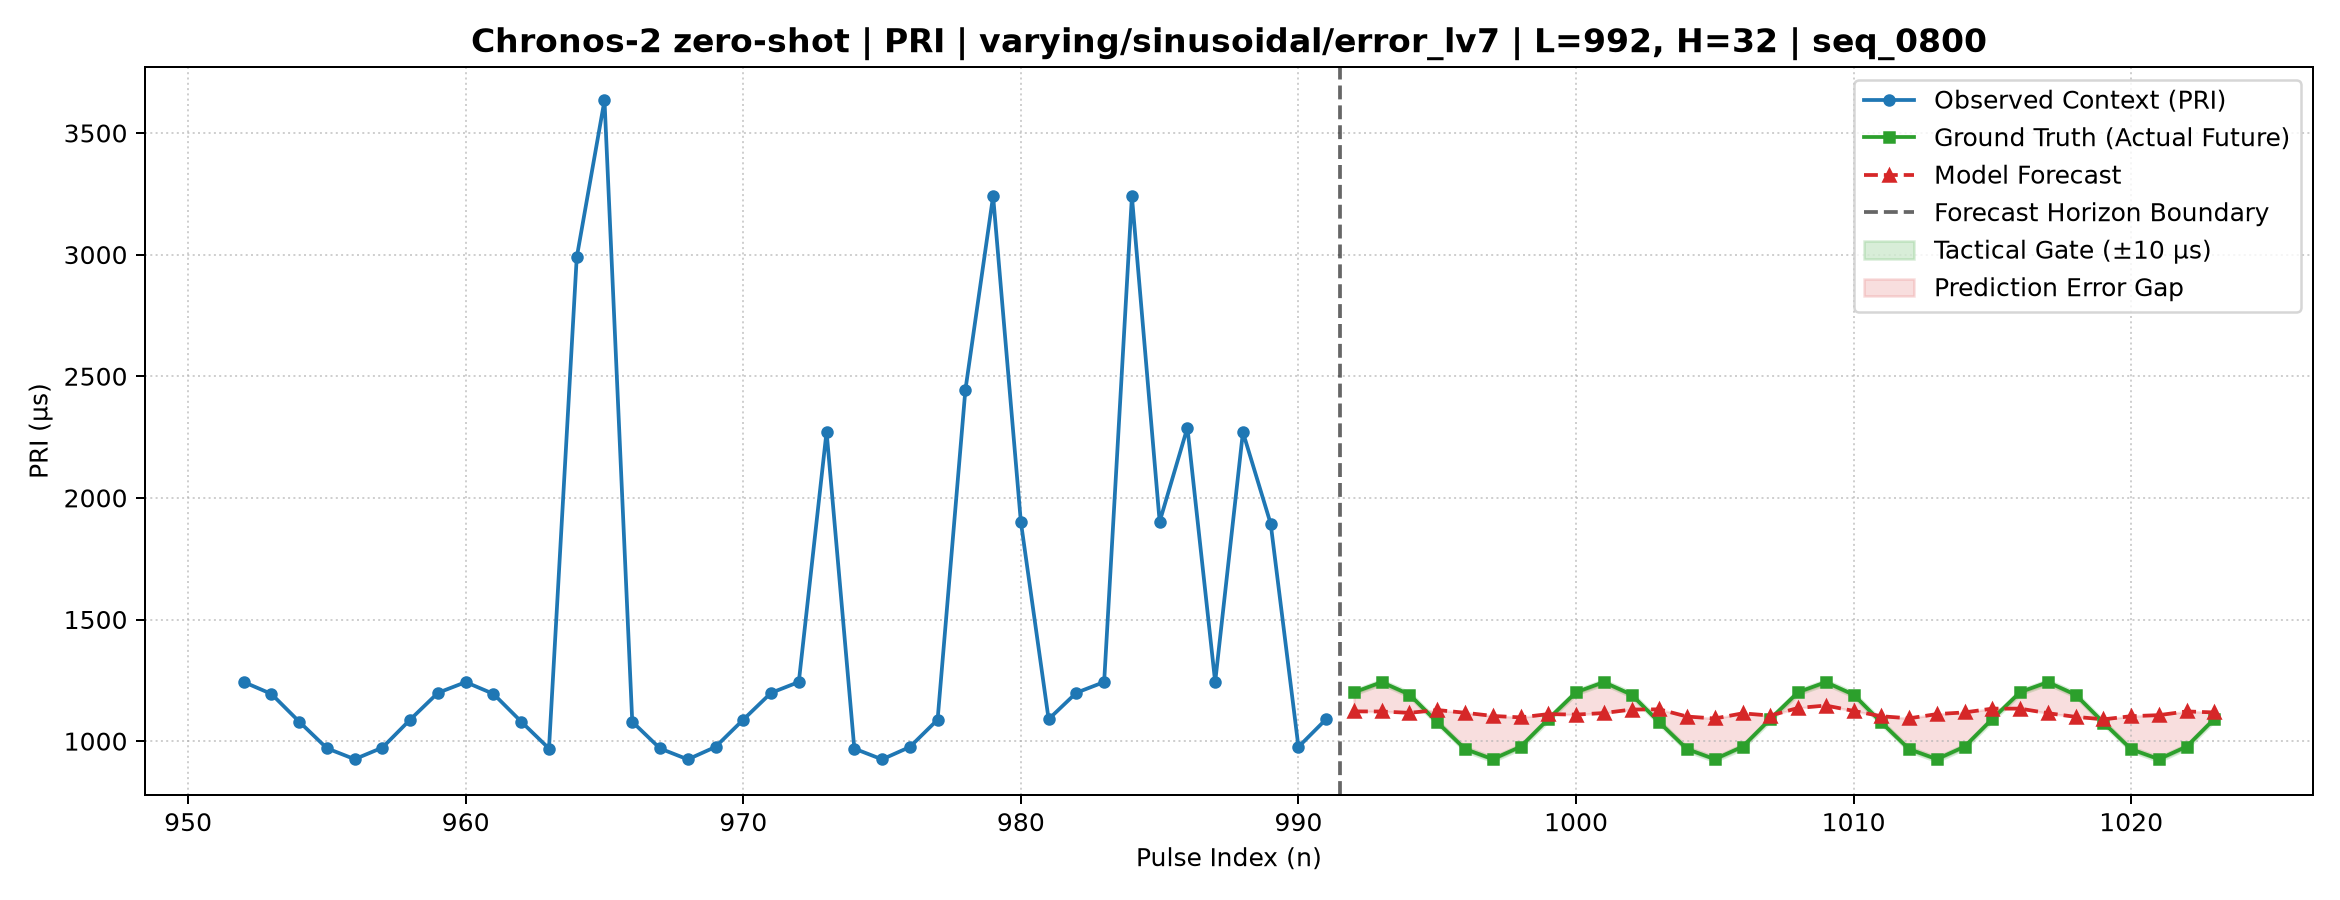 Chronos-2 zero-shot | PRI | varying/sinusoidal/error_lv7 | L=992, H=32 | seq_0800
Observed Context (PRI)
Ground Truth (Actual Future)
Model Forecast
Forecast Horizon Boundary
Tactical Gate (±10 μs)
Prediction Error Gap
PRI (μs)
3500
3000
2500
2000
1500
1000
950 960 970 980 990 1000 1010 1020
Pulse Index (n)